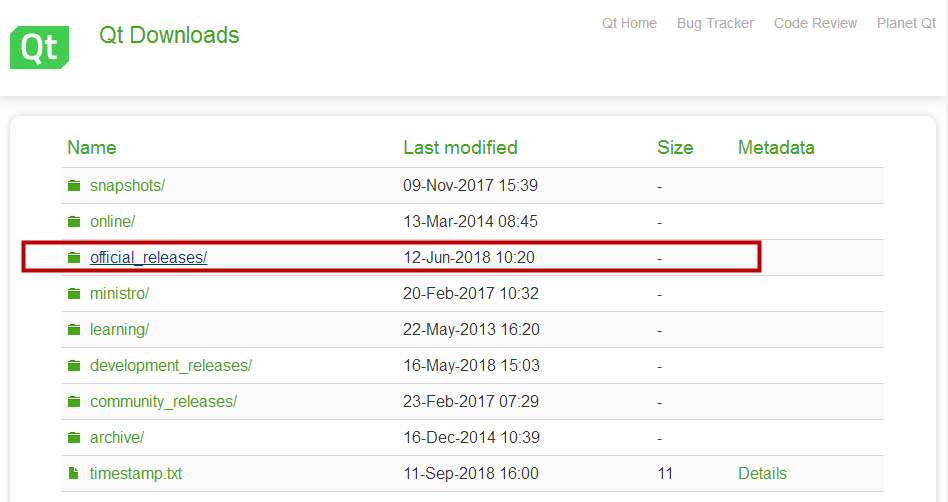 Qt Qt Downloads Qt Home Bug Tracker Code Review Planet Qt
Name Last modified Size Metadata
snapshots/ 09-Nov-2017 15:39 -
online/ 13-Mar-2014 08:45 -
official_releases/ 12-Jun-2018 10:20 -
ministro/ 20-Feb-2017 10:32 -
learning/ 22-May-2013 16:20 -
development_releases/ 16-May-2018 15:03 -
community_releases/ 23-Feb-2017 07:29 -
archive/ 16-Dec-2014 10:39 -
timestamp.txt 11-Sep-2018 16:00 11 Details